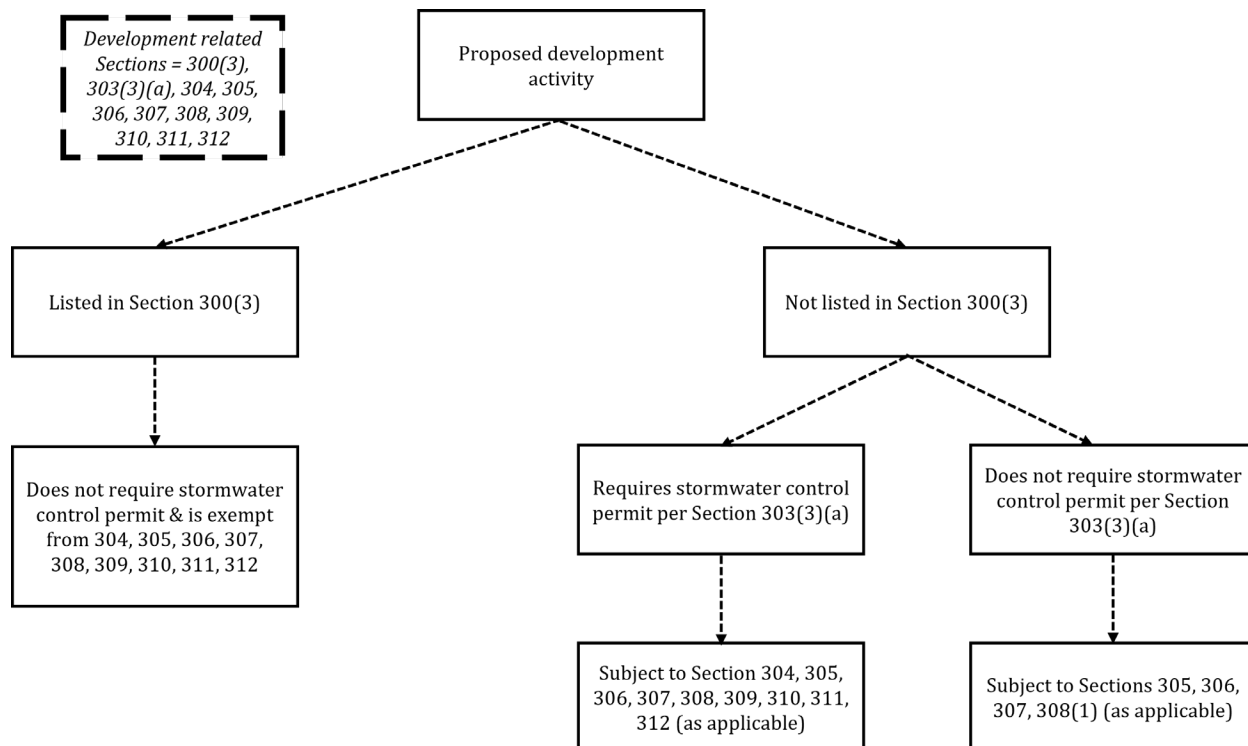 Development related
Sections = 300(3),
303(3)(a), 304, 305,
306, 307, 308, 309,
310, 311, 312
Proposed development
activity
Listed in Section 300(3)
Not listed in Section 300(3)
Does not require stormwater
control permit & is exempt
from 304, 305, 306, 307,
308, 309, 310, 311, 312
Requires stormwater control
permit per Section 303(3)(a)
Does not require stormwater
control permit per Section
303(3)(a)
Subject to Section 304, 305,
306, 307, 308, 309, 310, 311,
312 (as applicable)
Subject to Sections 305, 306,
307, 308(1) (as applicable)